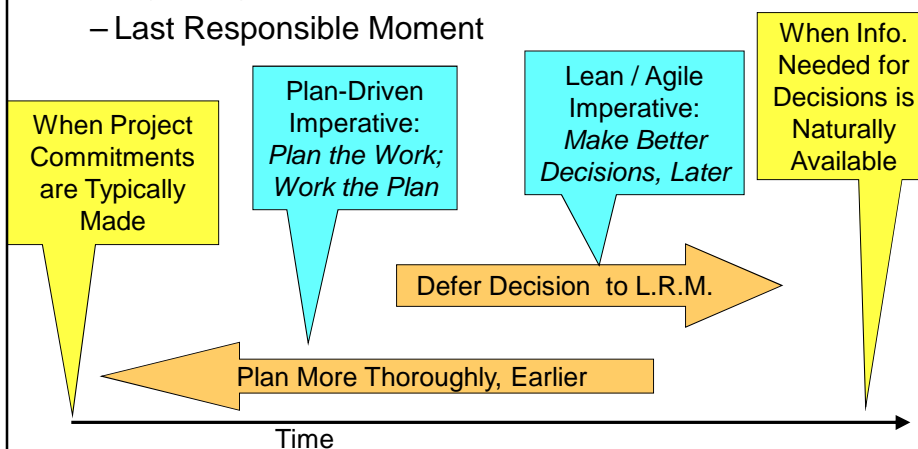 – Last Responsible Moment
When Project
Commitments
are Typically
Made
Plan-Driven
Imperative:
Plan the Work;
Work the Plan
Lean / Agile
Imperative:
Make Better
Decisions, Later
When Info.
Needed for
Decisions is
Naturally
Available
Defer Decision  to L.R.M.
Plan More Thoroughly, Earlier
Time